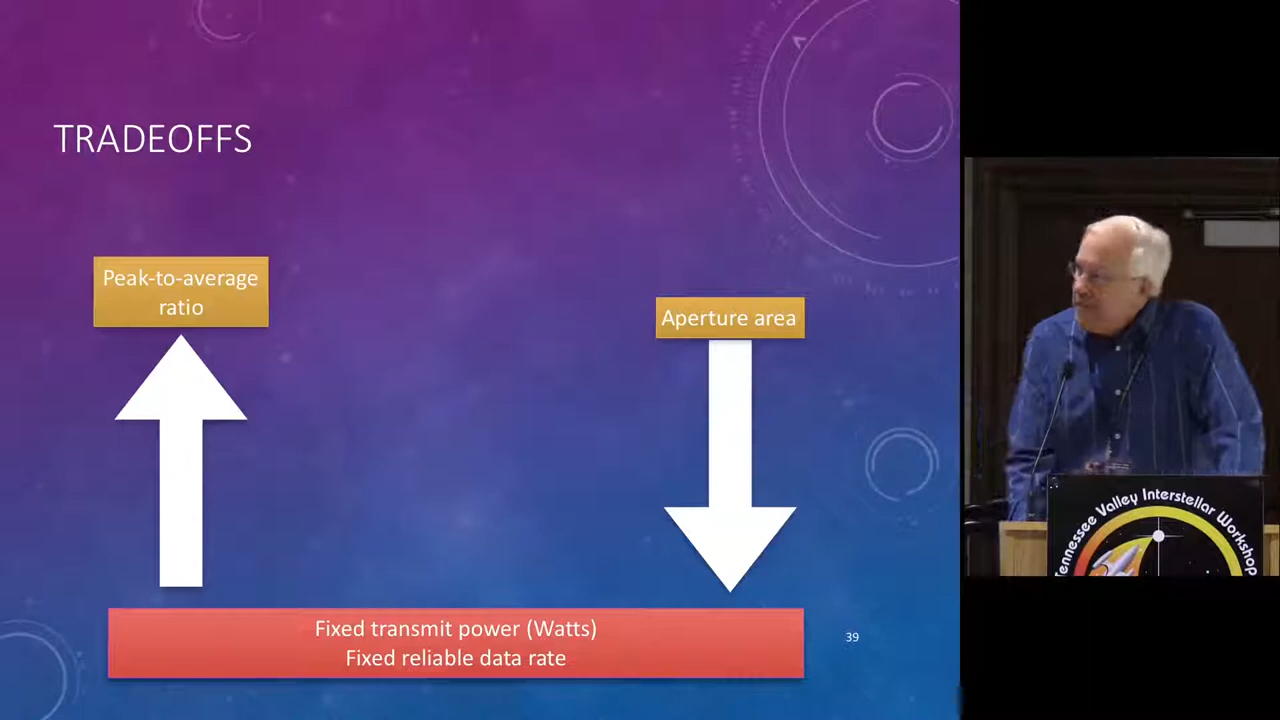 TRADEOFFS
Peak-to-average
ratio
Aperture area
Fixed transmit power (Watts)
Fixed reliable data rate
39
Tennessee Valley Interstellar Workshop